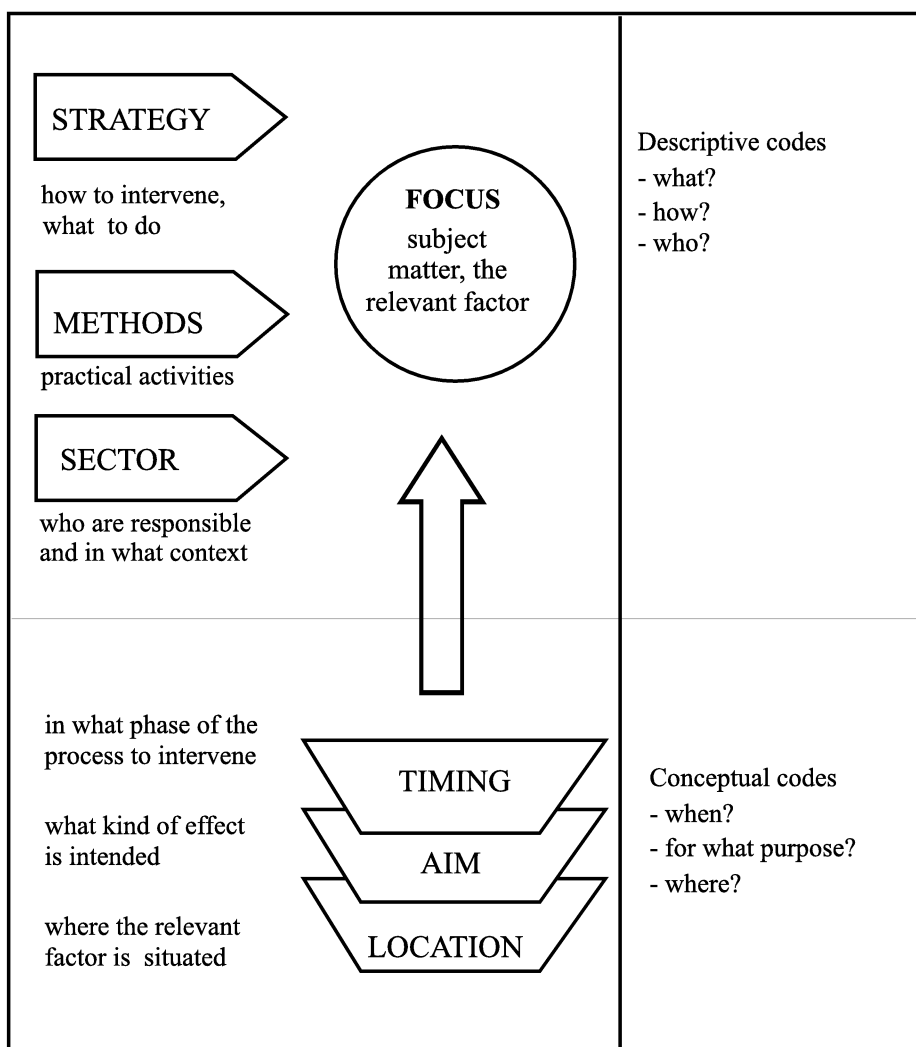 STRATEGY
how to intervene,
what to do
METHODS
practical activities
SECTOR
who are responsible
and in what context
FOCUS
subject
matter, the
relevant factor
Descriptive codes
- what?
- how?
- who?
in what phase of the
process to intervene
what kind of effect
is intended
where the relevant
factor is situated
TIMING
AIM
LOCATION
Conceptual codes
- when?
- for what purpose?
- where?